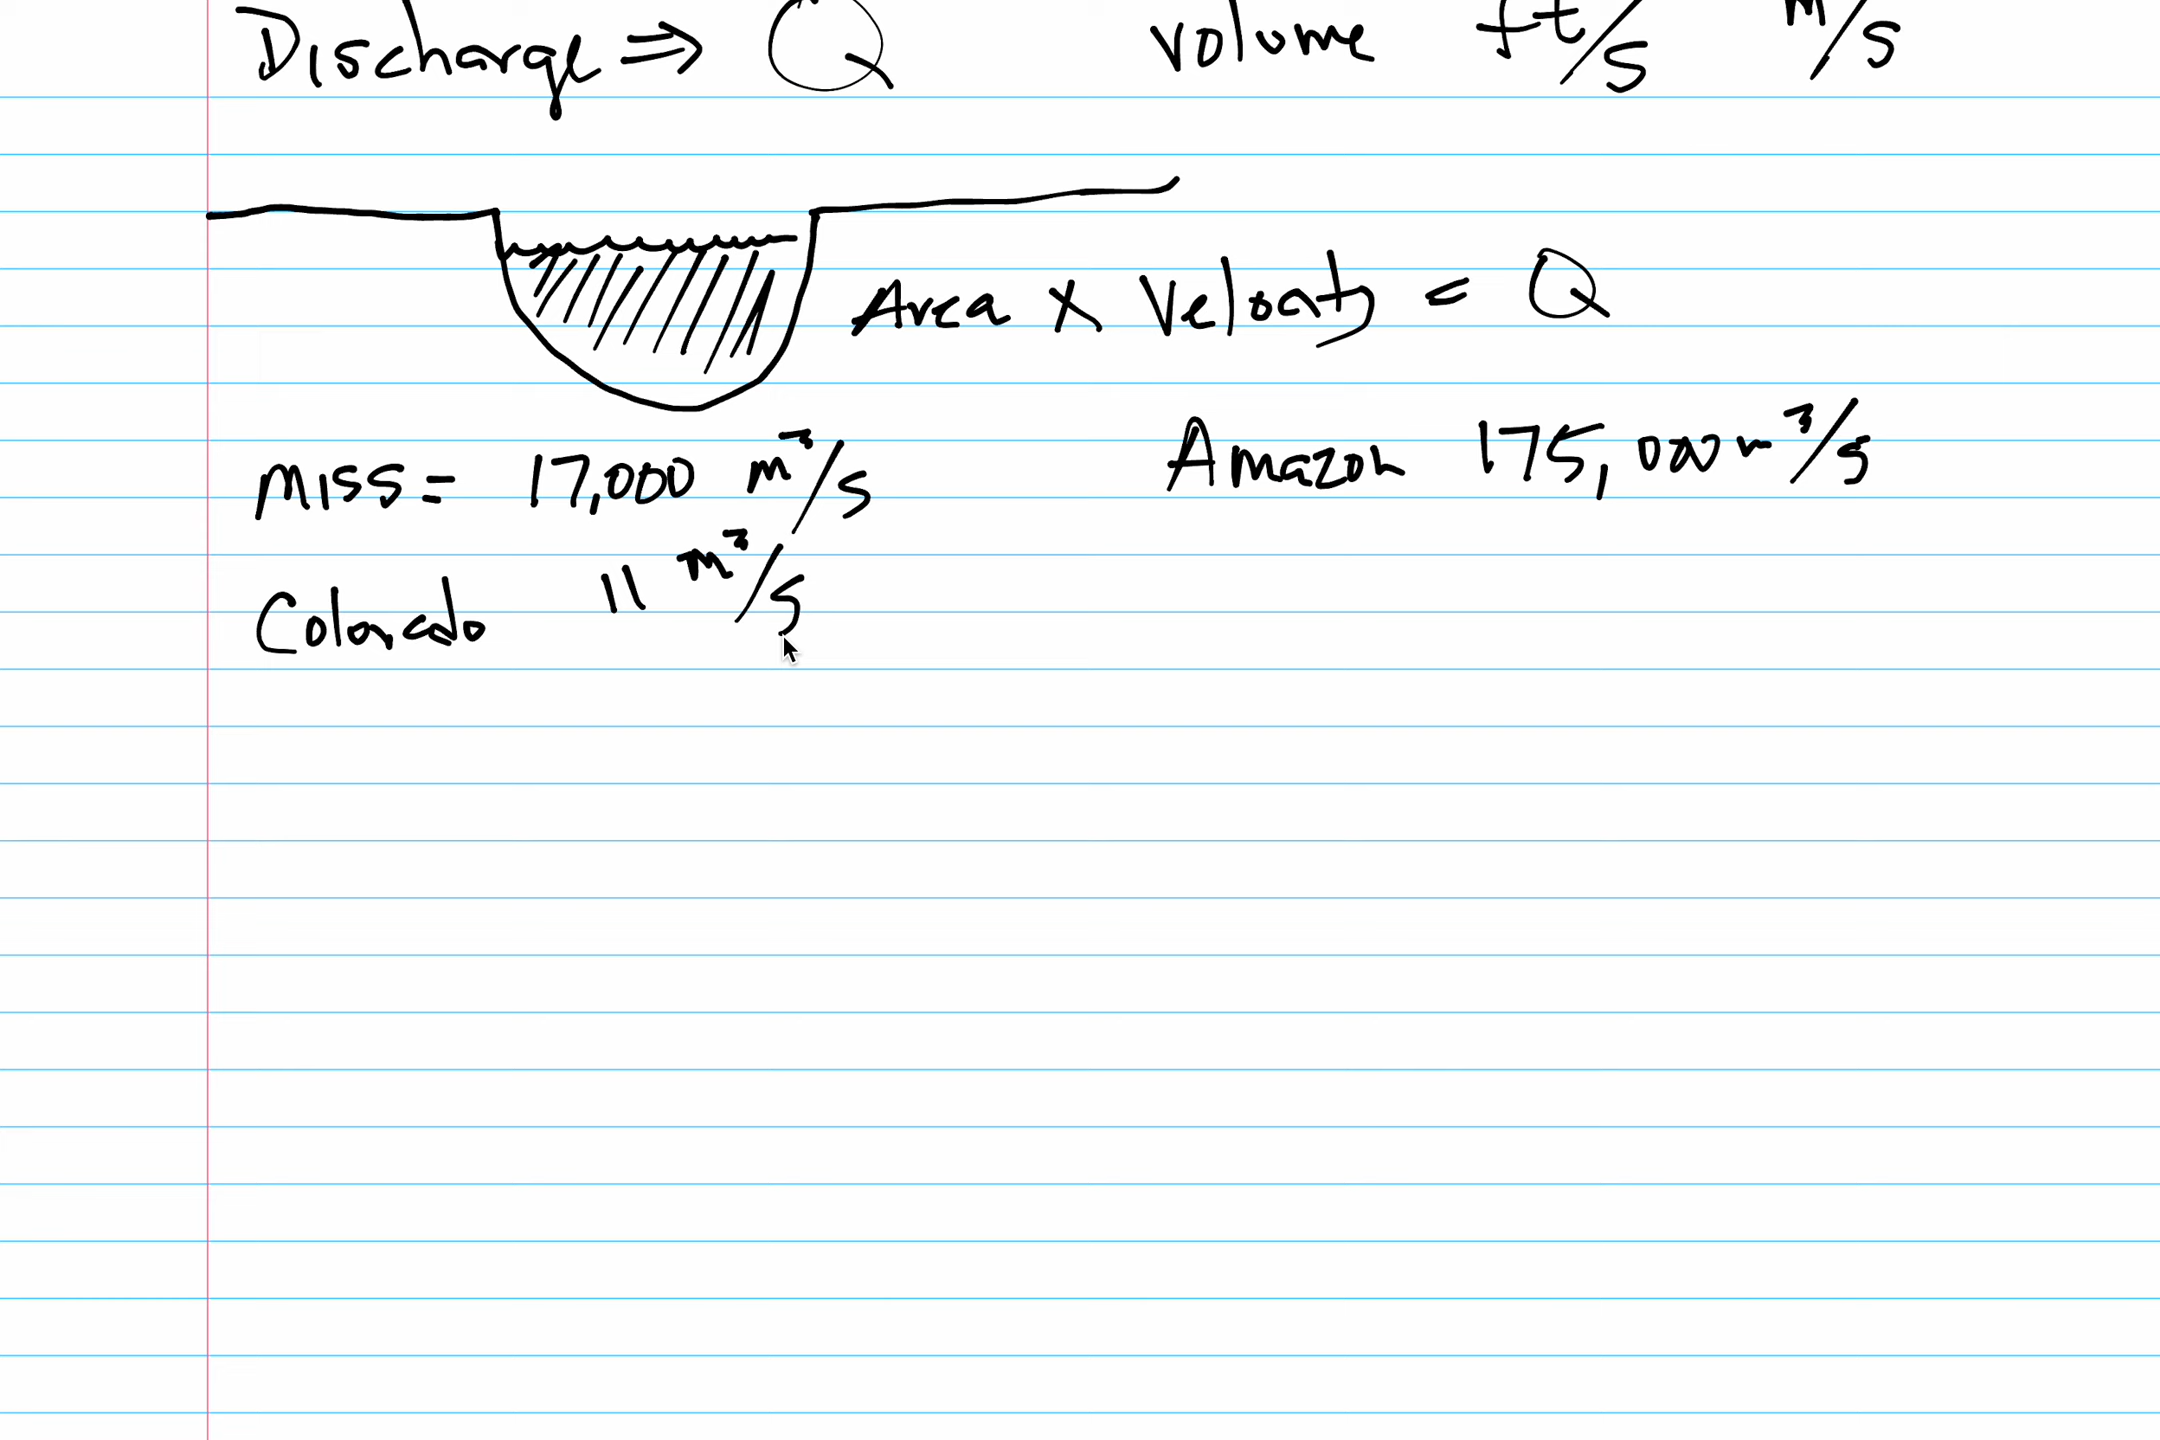 Discharge ⇒ Q volume ft/s m/s
Area x Velocity = Q
MISS = 17,000 m³/s Amazon 175,000 m³/s
Colorado 11 m³/s